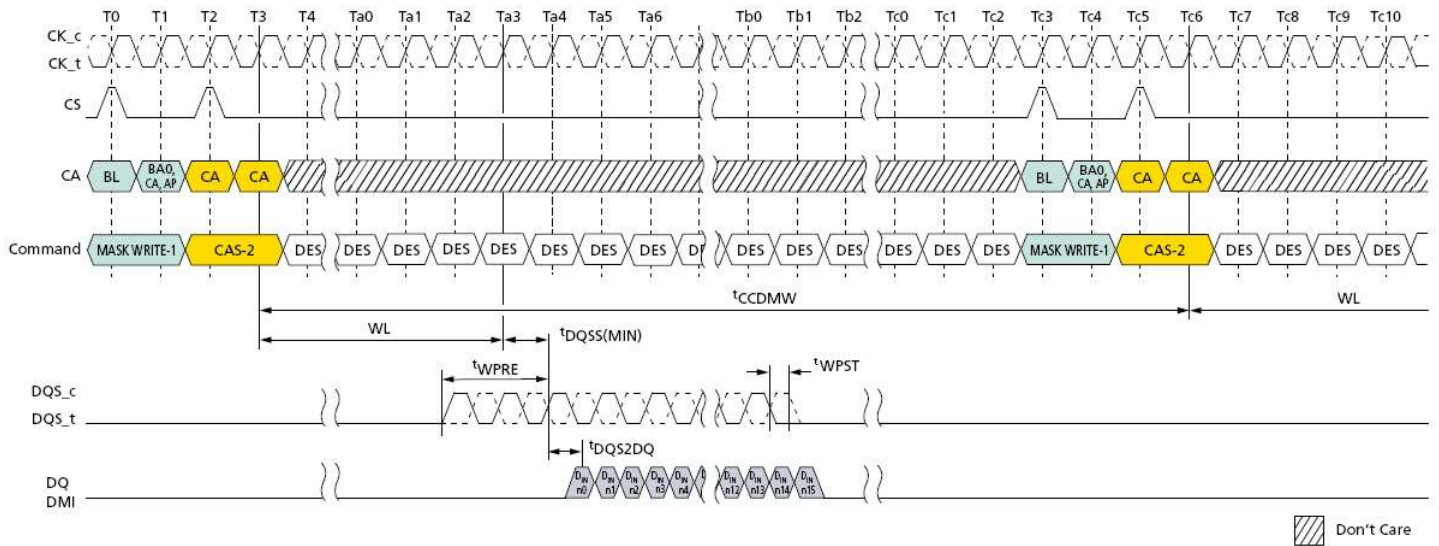 T0 T1 T2 T3 T4 Ta0 Ta1 Ta2 Ta3 Ta4 Ta5 Ta6 Tb0 Tb1 Tb2 Tc0 Tc1 Tc2 Tc3 Tc4 Tc5 Tc6 Tc7 Tc8 Tc9 Tc10
CK_c
CK_t
CS
CA BL BA0, CA, AP CA CA BL BA0, CA, AP CA CA
Command MASK WRITE-1 CAS-2 DES DES DES DES DES DES DES DES DES DES DES DES DES DES MASK WRITE-1 CAS-2 DES DES DES DES
tCCDMW WL
WL tDQSS(MIN)
tWPRE tWPST
DQS_c
DQS_t
tDQS2DQ
DQ DIN n0 DIN n1 DIN n2 DIN n3 DIN n4 DIN n12 DIN n13 DIN n14 DIN n15
DMI
Don't Care